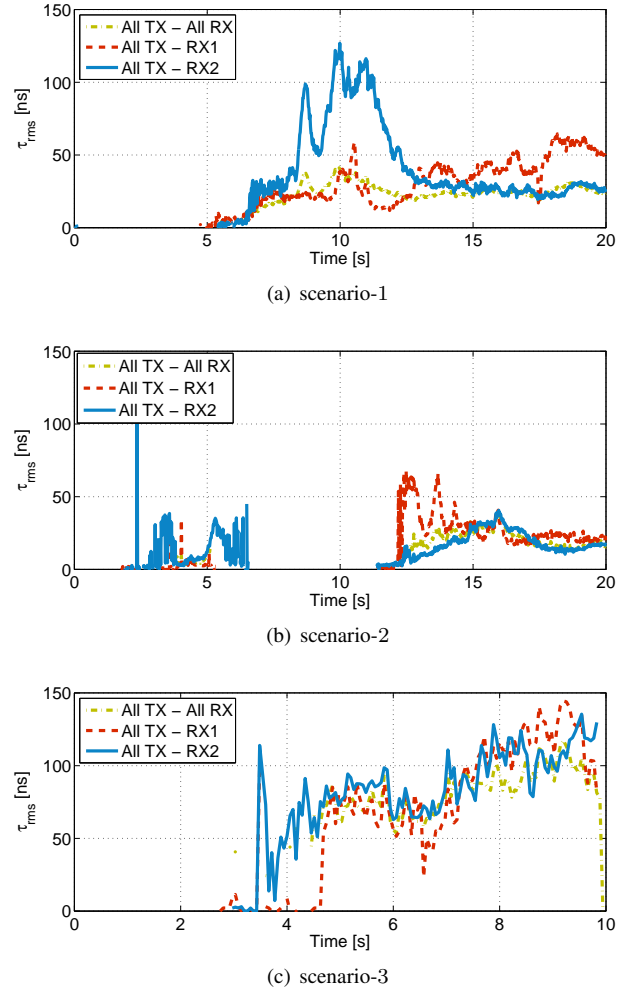 150
100
50
0
τrms [ns]
All TX − All RX
All TX − RX1
All TX − RX2
0 5 10 15 20
Time [s]
(a) scenario-1
150
100
50
0
τrms [ns]
All TX − All RX
All TX − RX1
All TX − RX2
0 5 10 15 20
Time [s]
(b) scenario-2
150
100
50
0
τrms [ns]
All TX − All RX
All TX − RX1
All TX − RX2
0 2 4 6 8 10
Time [s]
(c) scenario-3